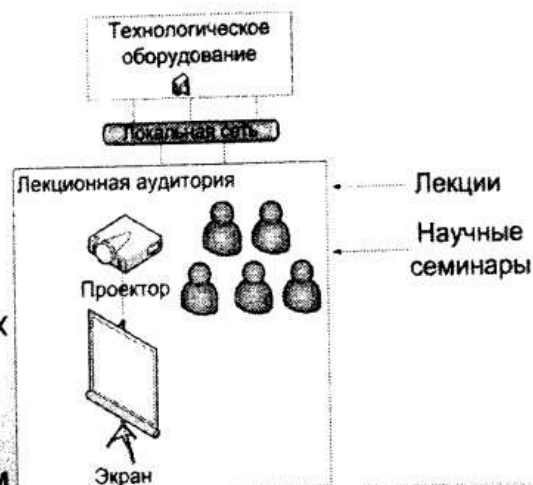 Технологическое
оборудование
Локальная сеть
Лекционная аудитория
Лекции
Научные
семинары
Проектор
х
Экран
м